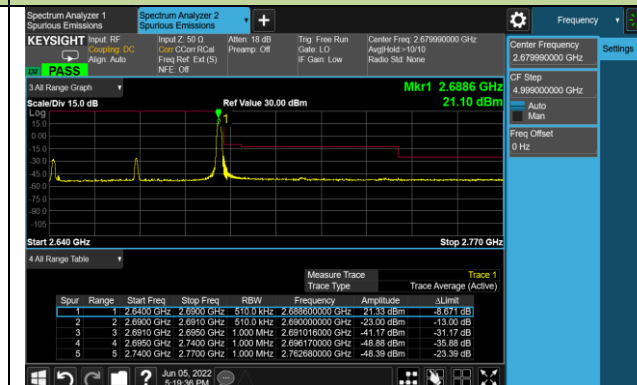 Spectrum Analyzer 1
Spurious Emissions
Spectrum Analyzer 2
Spurious Emissions
Frequency
KEYSIGHT Input: RF
Coupling: DC
Align: Auto
Input Z: 50 Ω
Corr CCorr RCal
Freq Ref: Ext (S)
NFE: Off
Atten: 18 dB
Preamp: Off
Trig: Free Run
Gate: LO
IF Gain: Low
Center Freq: 2.679990000 GHz
Avg|Hold:>10/10
Radio Std: None
LXI PASS
Center Frequency
2.679990000 GHz
Settings
CF Step
4.999000000 GHz
Auto
Man
Freq Offset
0 Hz
3 All Range Graph
Mkr1 2.6886 GHz
21.10 dBm
Scale/Div 15.0 dB
Ref Value 30.00 dBm
Log
1
15.0
0.00
-15.0
-30.0
-45.0
-60.0
-75.0
-90.0
-105
Start 2.640 GHz
Stop 2.770 GHz
4 All Range Table
Measure Trace Trace 1
Trace Type Trace Average (Active)
Spur Range Start Freq Stop Freq RBW Frequency Amplitude ΔLimit
1 1 2.6400 GHz 2.6900 GHz 510.0 kHz 2.688600000 GHz 21.33 dBm -8.671 dB
2 2 2.6900 GHz 2.6910 GHz 510.0 kHz 2.690000000 GHz -23.00 dBm -13.00 dB
3 3 2.6910 GHz 2.6950 GHz 1.000 MHz 2.691016000 GHz -41.17 dBm -31.17 dB
4 4 2.6950 GHz 2.7400 GHz 1.000 MHz 2.696170000 GHz -48.88 dBm -35.88 dB
5 5 2.7400 GHz 2.7700 GHz 1.000 MHz 2.762680000 GHz -48.39 dBm -23.39 dB
Jun 05, 2022
5:19:36 PM